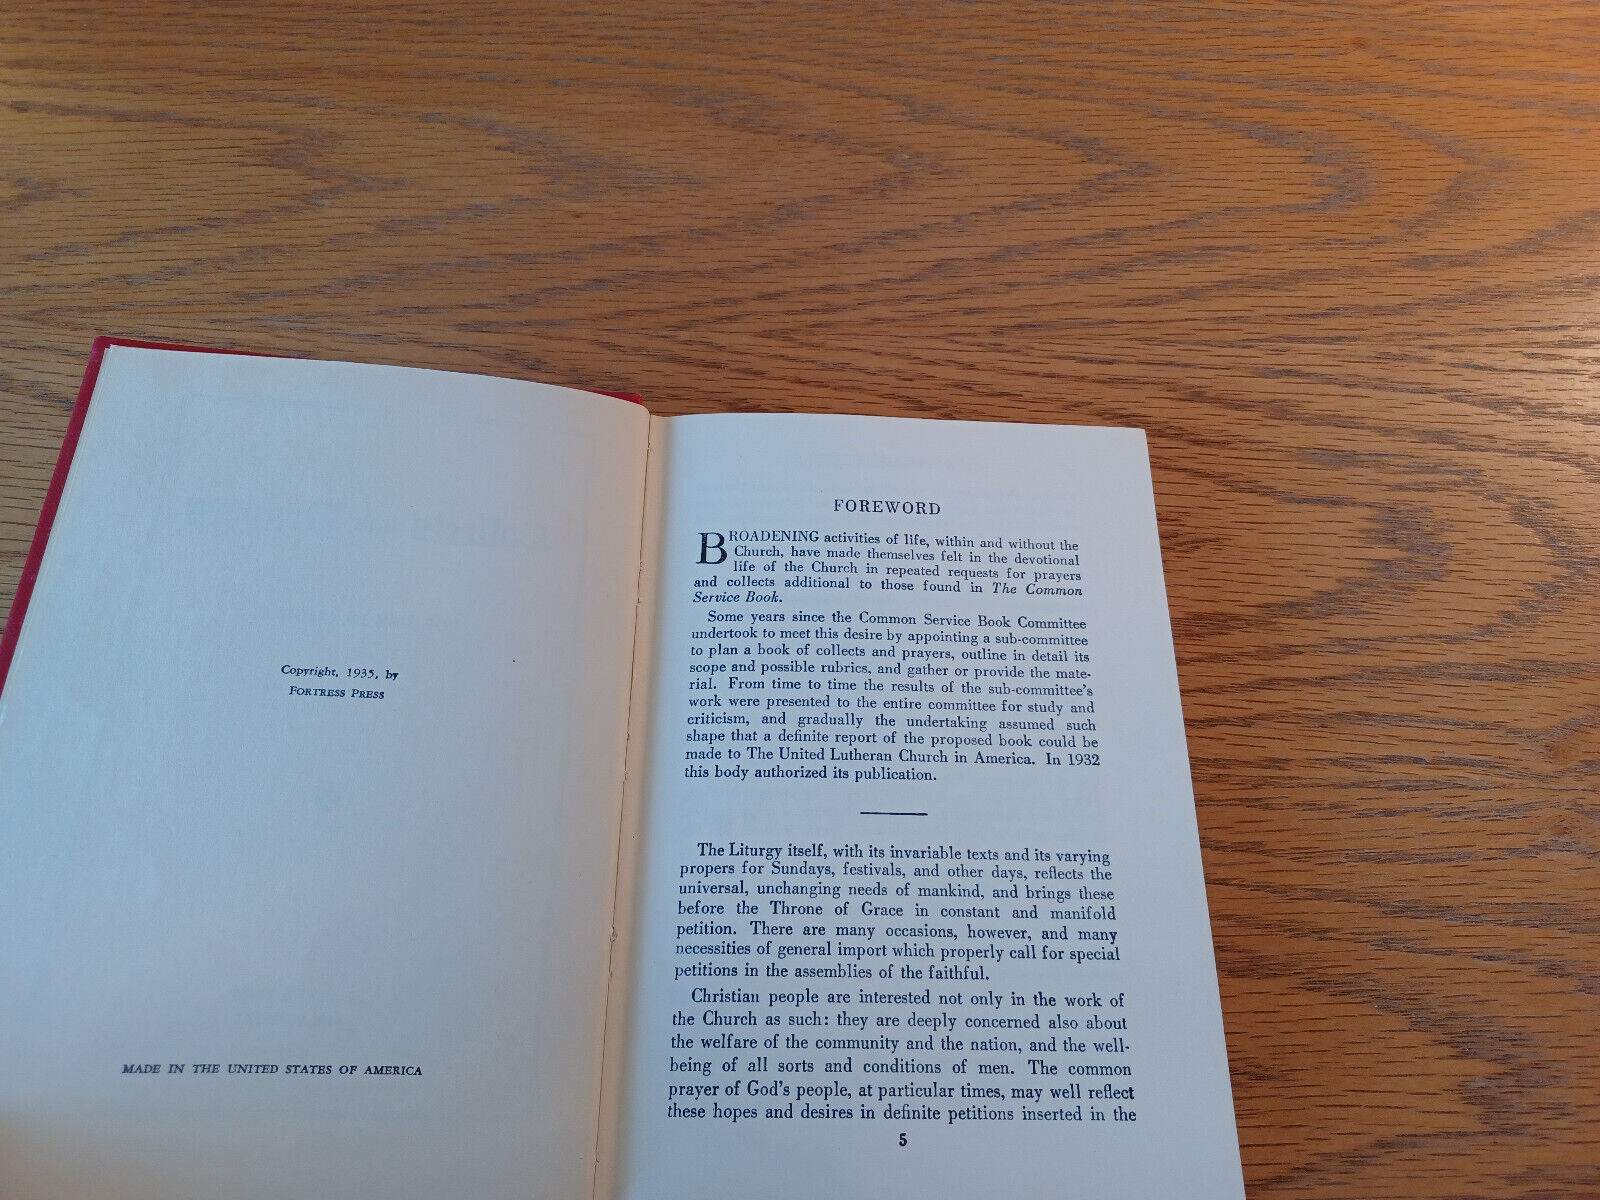 Copyright, 1935, by
FORTRESS PRESS
MADE IN THE UNITED STATES OF AMERICA
FOREWORD
BROADENING activities of life, within and without the
Church, have made themselves felt in the devotional
life of the Church in repeated requests for prayers
and collects additional to those found in The Common
Service Book.
Some years since the Common Service Book Committee
undertook to meet this desire by appointing a sub-committee
to plan a book of collects and prayers, outline in detail its
scope and possible rubrics, and gather or provide the mate-
rial. From time to time the results of the sub-committee's
work were presented to the entire committee for study and
criticism, and gradually the undertaking assumed such
shape that a definite report of the proposed book could be
made to The United Lutheran Church in America. In 1932
this body authorized its publication.
The Liturgy itself, with its invariable texts and its varying
propers for Sundays, festivals, and other days, reflects the
universal, unchanging needs of mankind, and brings these
before the Throne of Grace in constant and manifold
petition. There are many occasions, however, and many
necessities of general import which properly call for special
petitions in the assemblies of the faithful.
Christian people are interested not only in the work of
the Church as such: they are deeply concerned also about
the welfare of the community and the nation, and the well-
being of all sorts and conditions of men. The common
prayer of God's people, at particular times, may well reflect
these hopes and desires in definite petitions inserted in the
5